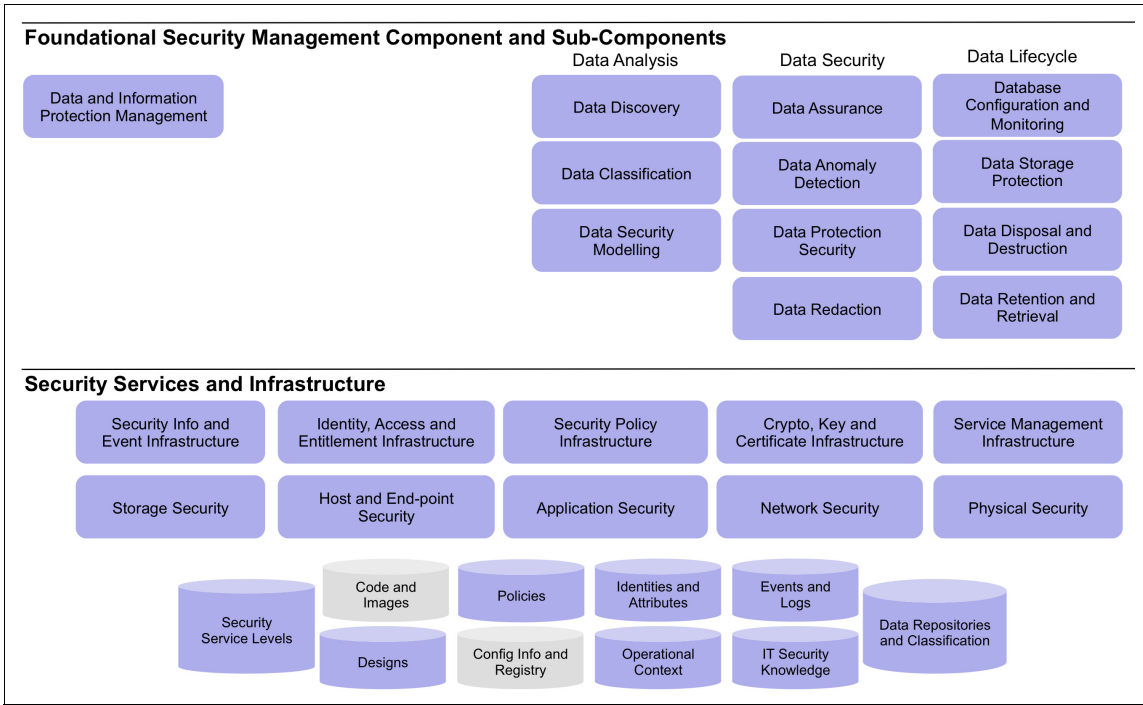 Foundational Security Management Component and Sub-Components
Data Analysis
Data Security
Data Lifecycle
Data and Information
Protection Management
Data Discovery
Data Classification
Data Security
Modelling
Data Assurance
Data Anomaly
Detection
Data Protection
Security
Data Redaction
Database
Configuration and
Monitoring
Data Storage
Protection
Data Disposal and
Destruction
Data Retention and
Retrieval
Security Services and Infrastructure
Security Info and
Event Infrastructure
Identity, Access and
Entitlement Infrastructure
Security Policy
Infrastructure
Crypto, Key and
Certificate Infrastructure
Service Management
Infrastructure
Storage Security
Host and End-point
Security
Application Security
Network Security
Physical Security
Security
Service Levels
Code and
Images
Policies
Identities and
Attributes
Events and
Logs
Data Repositories
and Classification
Designs
Config Info and
Registry
Operational
Context
IT Security
Knowledge